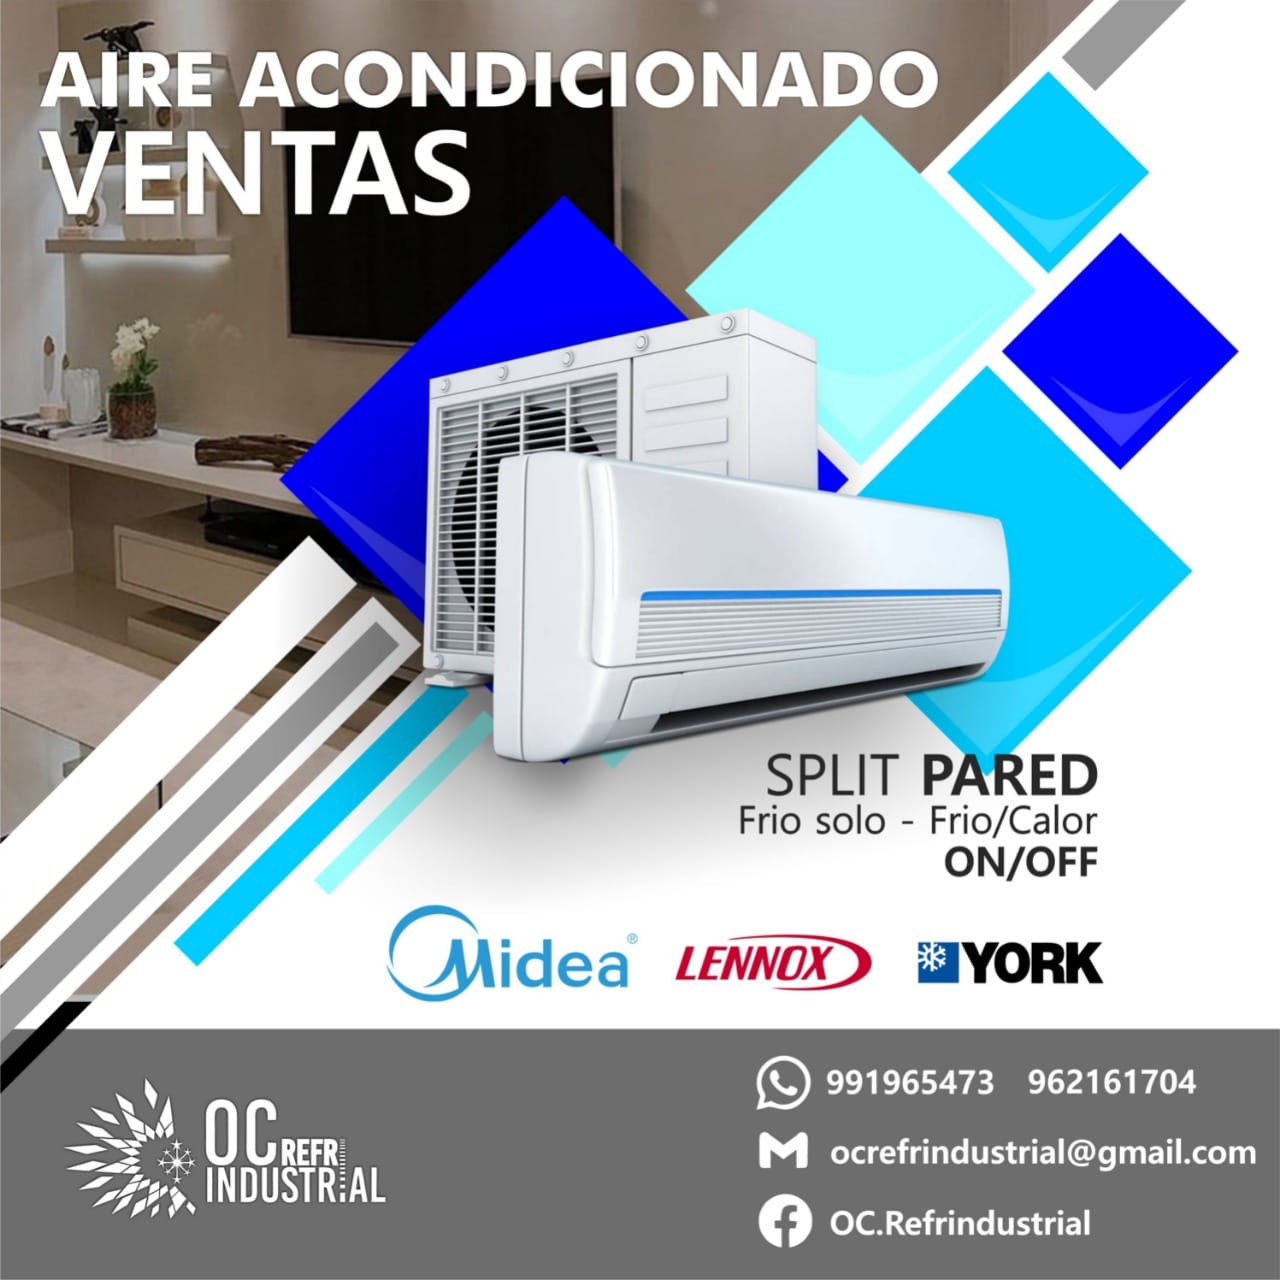 AIRE ACONDICIONADO
VENTAS
SPLIT PARED
Frio solo - Frio/Calor
ON/OFF
Midea®
LENNOX
YORK
OC REFR
INDUSTRIAL
991965473 962161704
ocrefrindustrial@gmail.com
OC.Refrindustrial